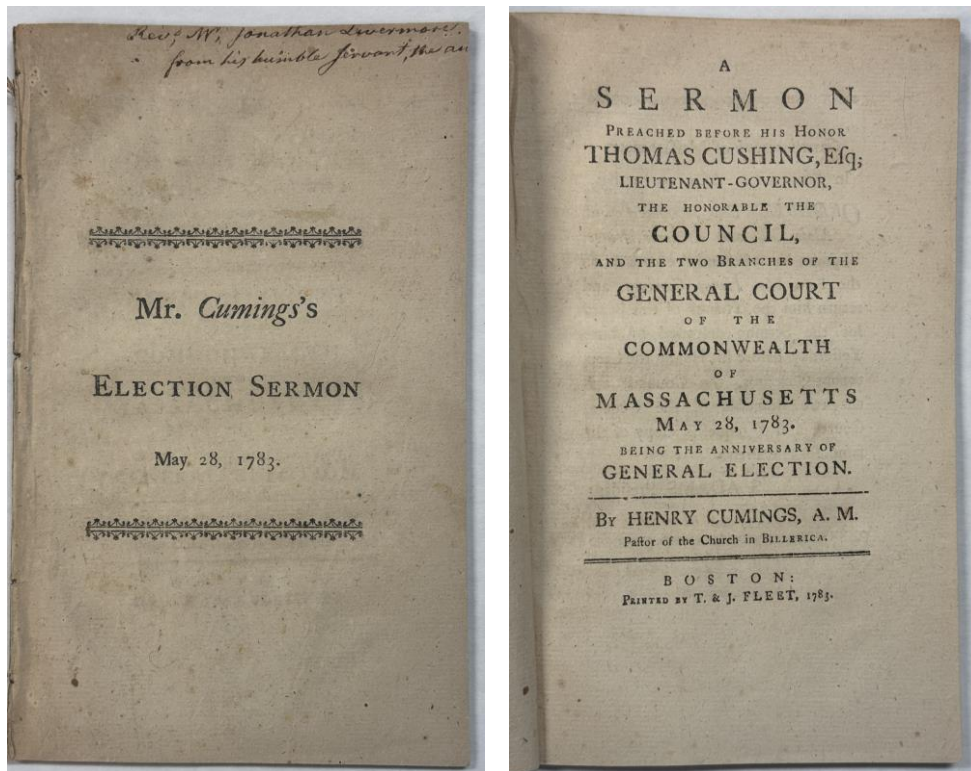 Rev.d Mr. Jonathan Livermore.
from his humble servant, the au
Mr. Cumings's
ELECTION SERMON
May 28, 1783.
A
SERMON
PREACHED BEFORE HIS HONOR
THOMAS CUSHING, Eſq;
LIEUTENANT-GOVERNOR,
THE HONORABLE THE
COUNCIL,
AND THE TWO BRANCHES OF THE
GENERAL COURT
OF THE
COMMONWEALTH
OF
MASSACHUSETTS
MAY 28, 1783.
BEING THE ANNIVERSARY OF
GENERAL ELECTION.
BY HENRY CUMINGS, A. M.
Paſtor of the Church in BILLERICA.
BOSTON:
PRINTED BY T. & J. FLEET, 1783.